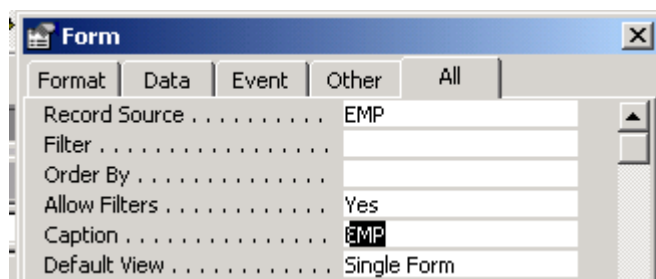 Form
Format Data Event Other All
Record Source . . . . . . . . . . EMP
Filter . . . . . . . . . . . . . . . . .
Order By . . . . . . . . . . . . . .
Allow Filters . . . . . . . . . . . . Yes
Caption . . . . . . . . . . . . . . . EMP
Default View . . . . . . . . . . . . Single Form